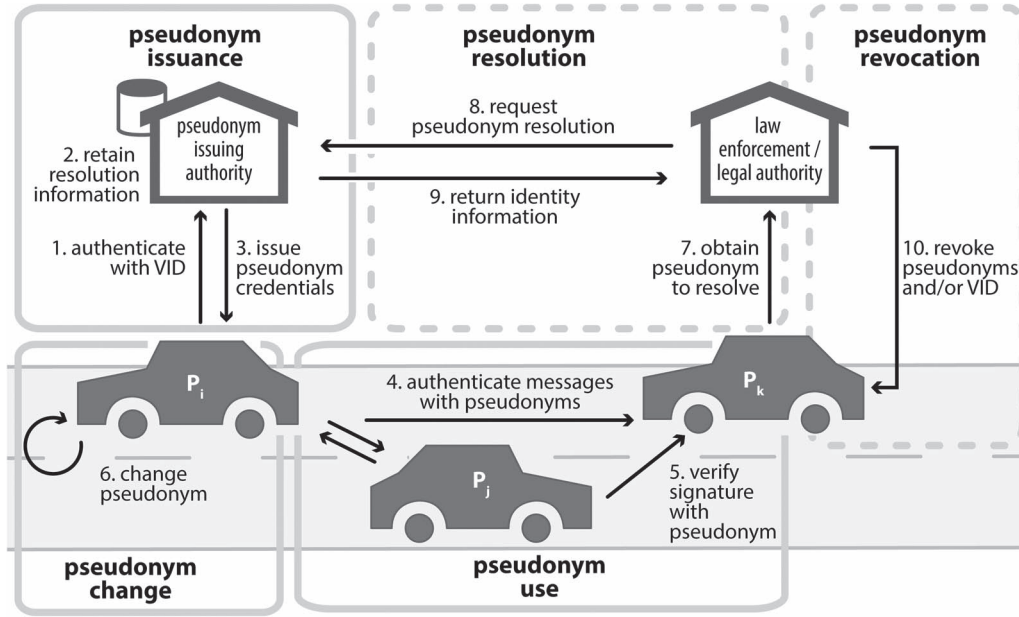 pseudonym
issuance
pseudonym
resolution
pseudonym
revocation
pseudonym
issuing
authority
2. retain
resolution
information
1. authenticate
with VID
3. issue
pseudonym
credentials
8. request
pseudonym resolution
9. return identity
information
law
enforcement /
legal authority
7. obtain
pseudonym
to resolve
10. revoke
pseudonyms
and/or VID
Pi
4. authenticate messages
with pseudonyms
Pk
6. change
pseudonym
Pj
5. verify
signature
with
pseudonym
pseudonym
change
pseudonym
use